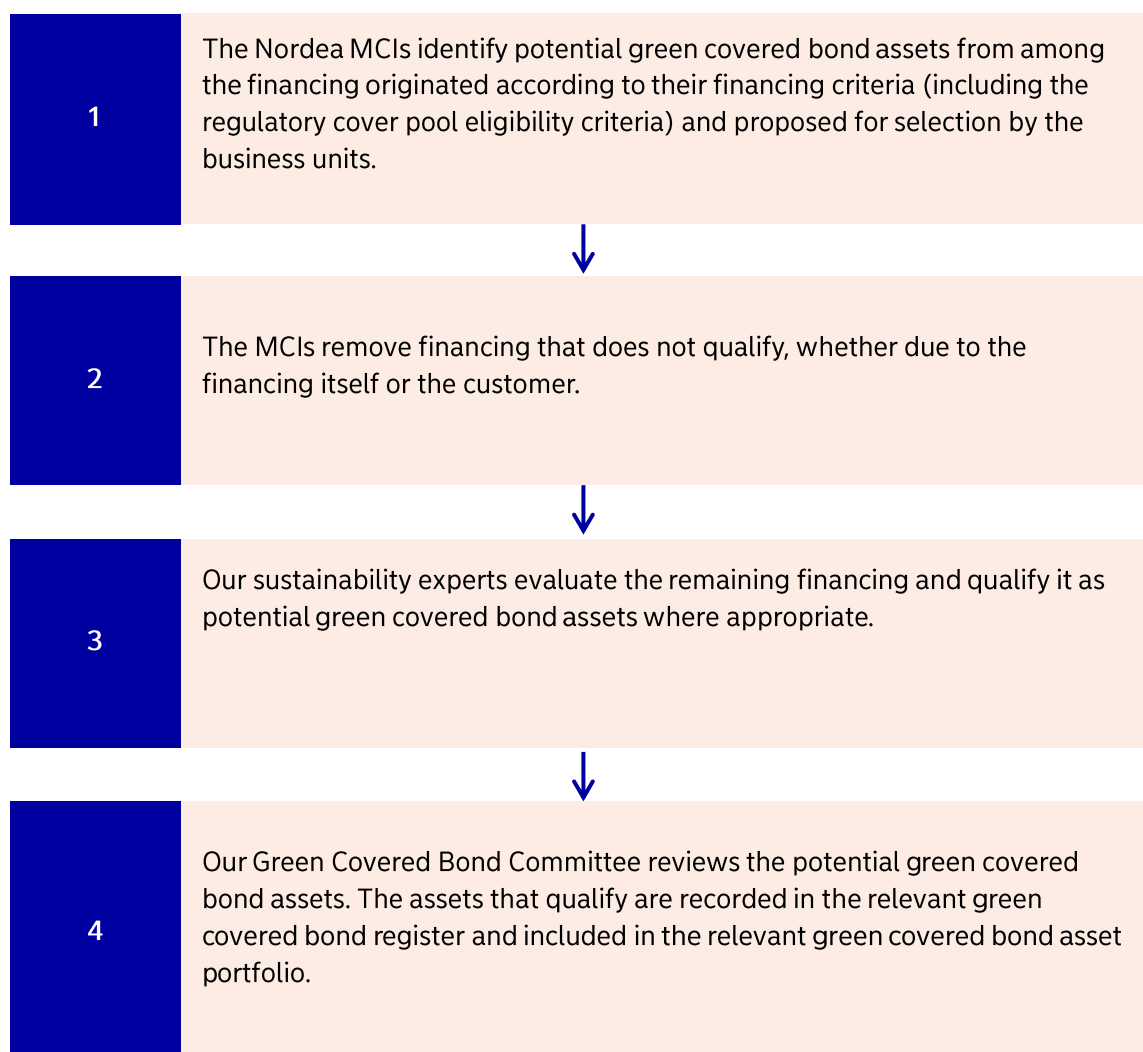 1
The Nordea MCIs identify potential green covered bond assets from among
the financing originated according to their financing criteria (including the
regulatory cover pool eligibility criteria) and proposed for selection by the
business units.
2
The MCIs remove financing that does not qualify, whether due to the
financing itself or the customer.
3
Our sustainability experts evaluate the remaining financing and qualify it as
potential green covered bond assets where appropriate.
4
Our Green Covered Bond Committee reviews the potential green covered
bond assets. The assets that qualify are recorded in the relevant green
covered bond register and included in the relevant green covered bond asset
portfolio.